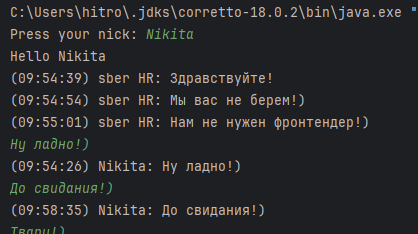 C:\Users\hitro\.jdks\corretto-18.0.2\bin\java.exe "
Press your nick: Nikita
Hello Nikita
(09:54:39) sber HR: Здравствуйте!
(09:54:54) sber HR: Мы вас не берем!)
(09:55:01) sber HR: Нам не нужен фронтендер!)
Ну ладно!)
(09:54:26) Nikita: Ну ладно!)
До свидания!)
(09:58:35) Nikita: До свидания!)
Твари!)